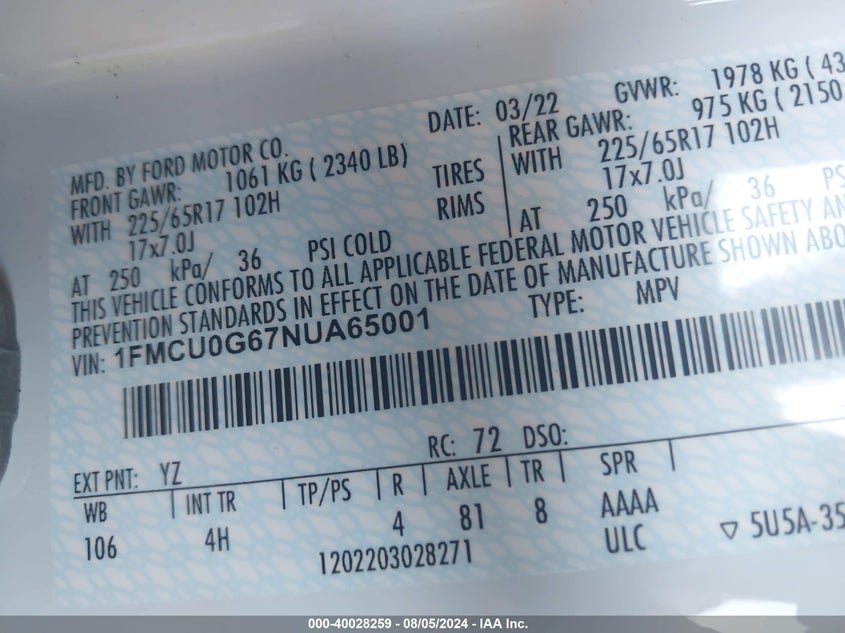 MFD. BY FORD MOTOR CO.
DATE: 03/22 GVWR: 1978 KG ( 43
FRONT GAWR: 1061 KG ( 2340 LB) REAR GAWR: 975 KG ( 2150
WITH 225/65R17 102H TIRES WITH 225/65R17 102H
17x7.0J RIMS 17x7.0J
AT 250 kPa/ 36 PSI COLD AT 250 kPa/ 36 PS
THIS VEHICLE CONFORMS TO ALL APPLICABLE FEDERAL MOTOR VEHICLE SAFETY AN
PREVENTION STANDARDS IN EFFECT ON THE DATE OF MANUFACTURE SHOWN ABO
VIN: 1FMCU0G67NUA65001 TYPE: MPV
EXT PNT: YZ RC: 72 DSO:
WB INT TR TP/PS R AXLE TR SPR
106 4H 4 81 8 AAAA
1202203028271 ULC ▽ 5U5A-35
000-40028259 - 08/05/2024 - IAA Inc.